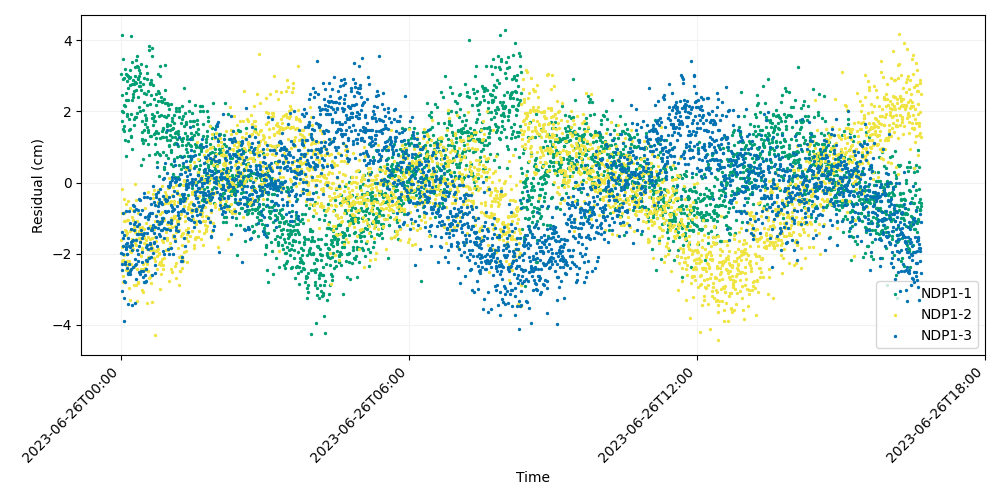 4
2
0
−2
−4
Residual (cm)
2023-06-26T00:00
2023-06-26T06:00
2023-06-26T12:00
2023-06-26T18:00
Time
NDP1-1
NDP1-2
NDP1-3